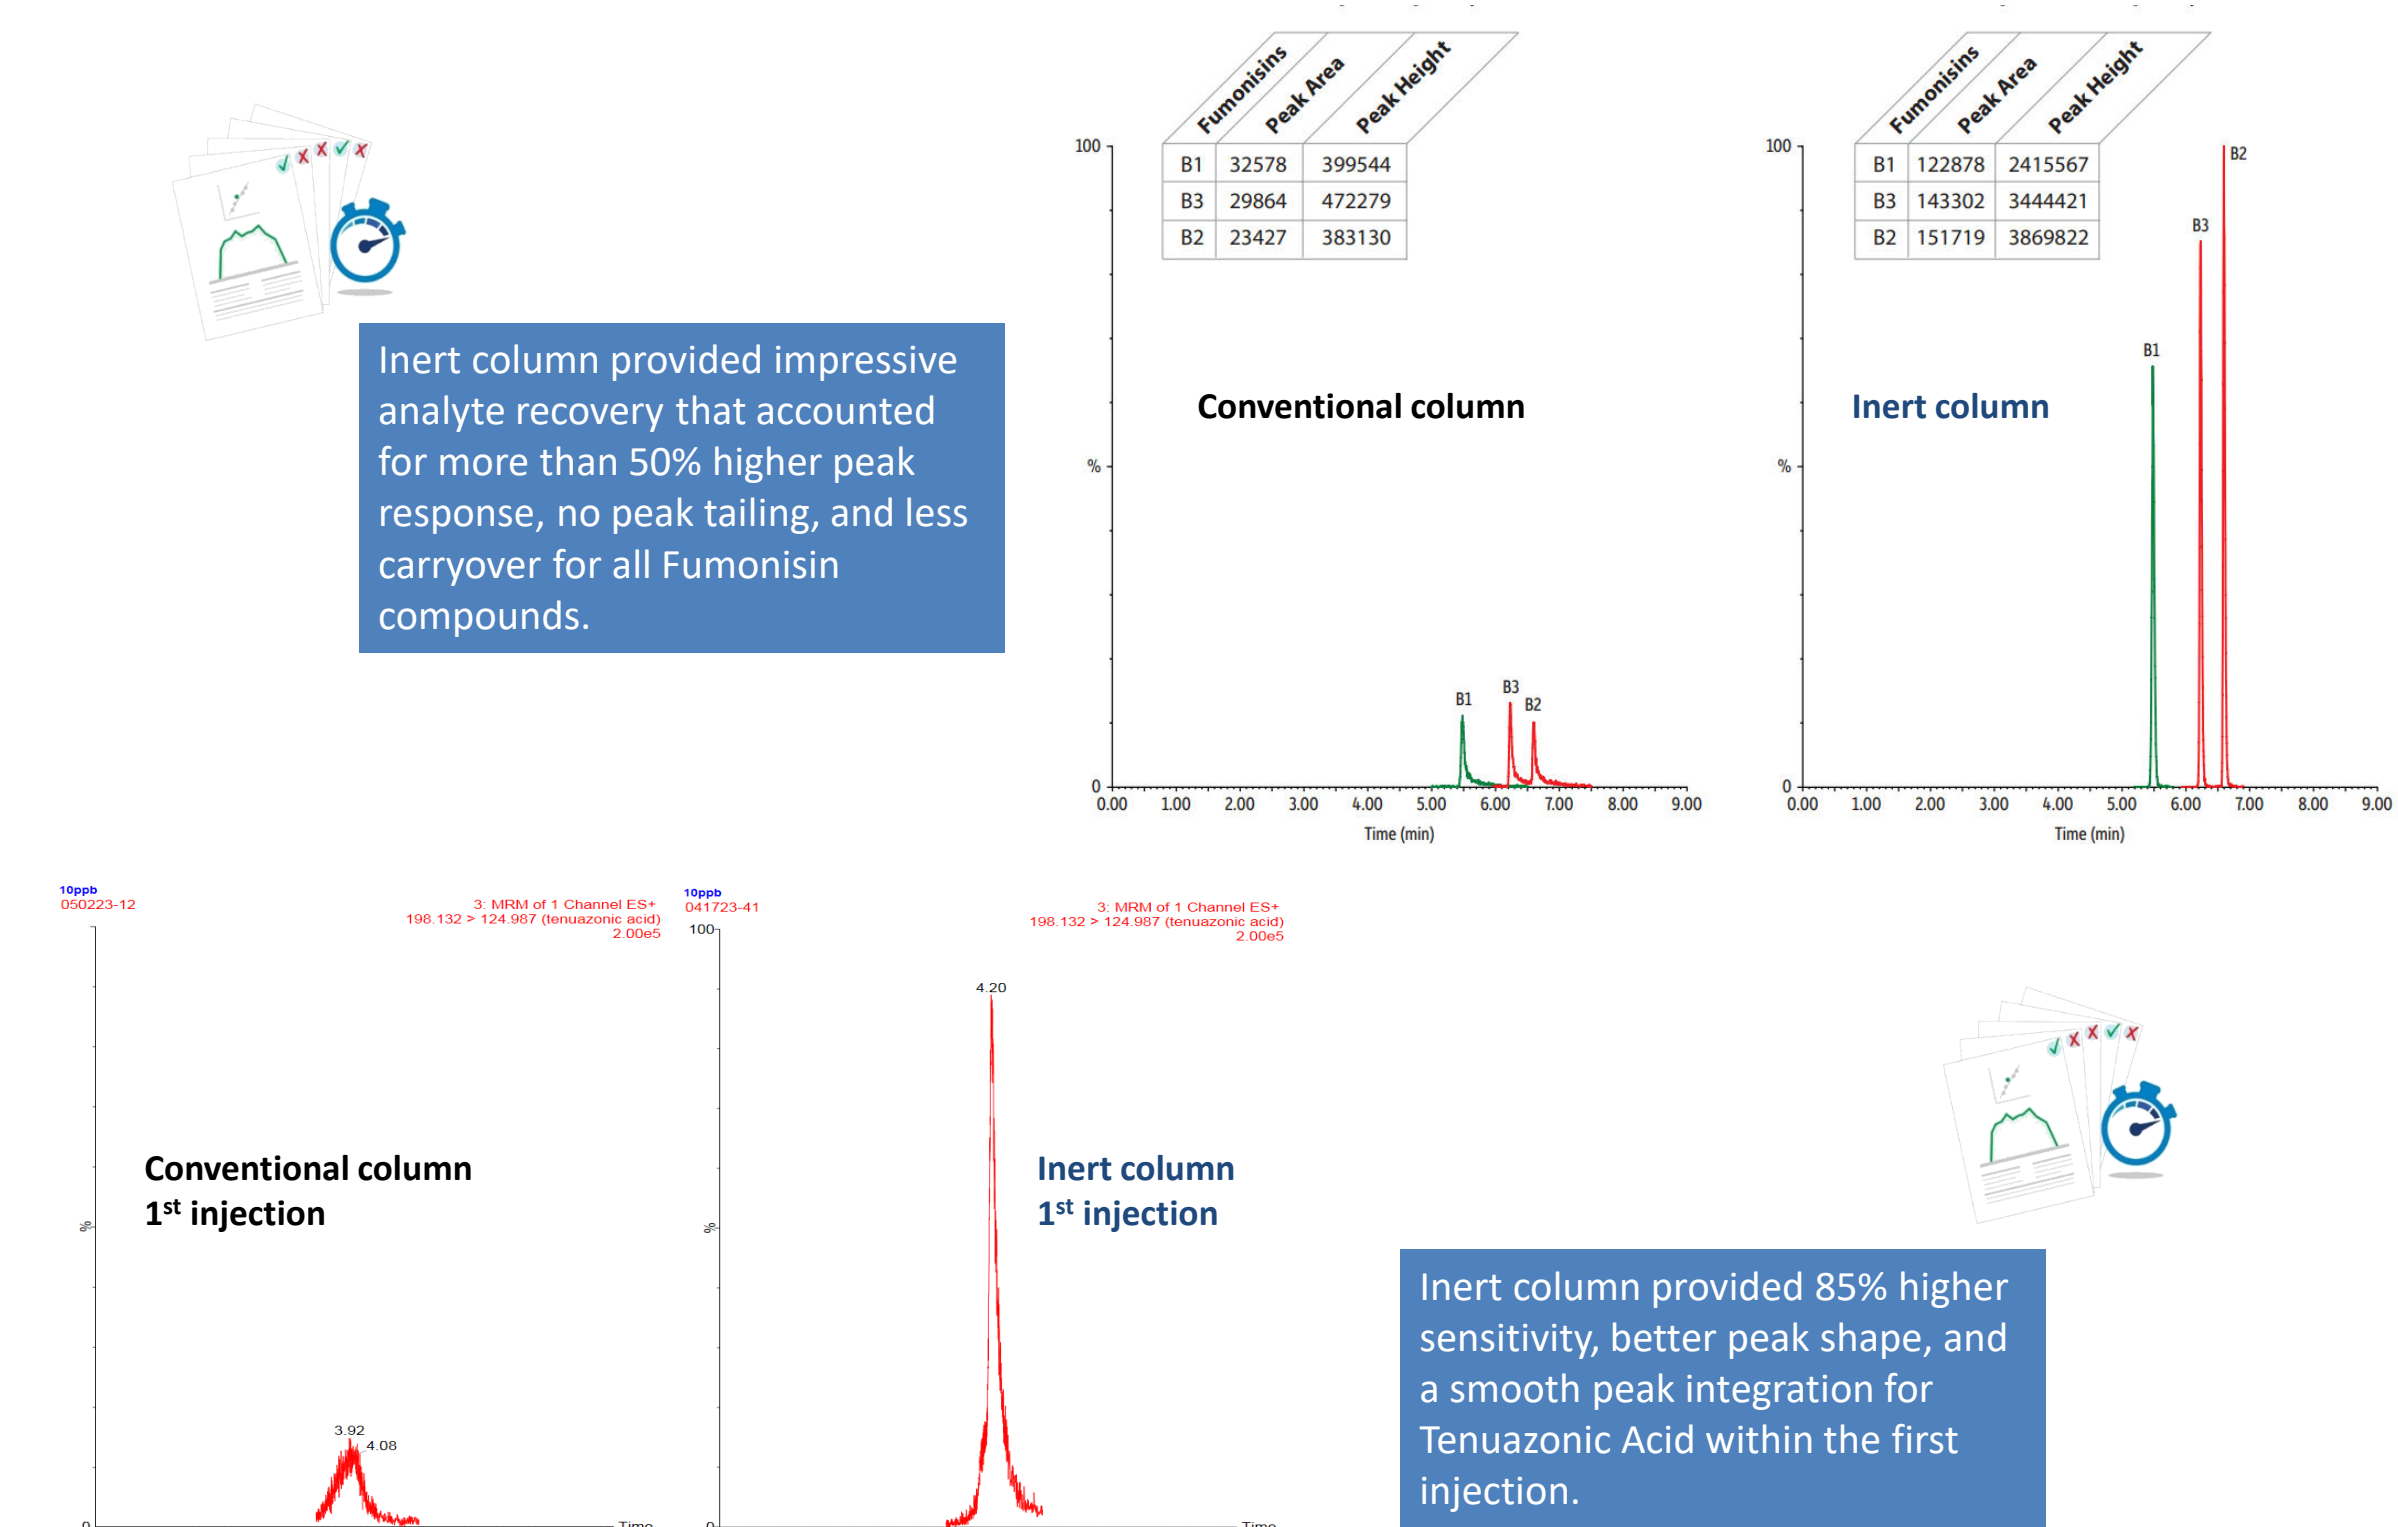 Fumonisins Peak Area Peak Height
B1 32578 399544
B3 29864 472279
B2 23427 383130
100
%
0
B1
B3
B2
Conventional column
0.00 1.00 2.00 3.00 4.00 5.00 6.00 7.00 8.00 9.00
Time (min)
Fumonisins Peak Area Peak Height
B1 122878 2415567
B3 143302 3444421
B2 151719 3869822
100
%
0
B1
B3
B2
Inert column
0.00 1.00 2.00 3.00 4.00 5.00 6.00 7.00 8.00 9.00
Time (min)
Inert column provided impressive
analyte recovery that accounted
for more than 50% higher peak
response, no peak tailing, and less
carryover for all Fumonisin
compounds.
10ppb
050223-12
3: MRM of 1 Channel ES+
198.132 > 124.987 (tenuazonic acid)
2.00e5
%
Conventional column
1st injection
3.92
4.08
0
Time
10ppb
041723-41
3: MRM of 1 Channel ES+
198.132 > 124.987 (tenuazonic acid)
2.00e5
100
%
4.20
Inert column
1st injection
0
Time
Inert column provided 85% higher
sensitivity, better peak shape, and
a smooth peak integration for
Tenuazonic Acid within the first
injection.